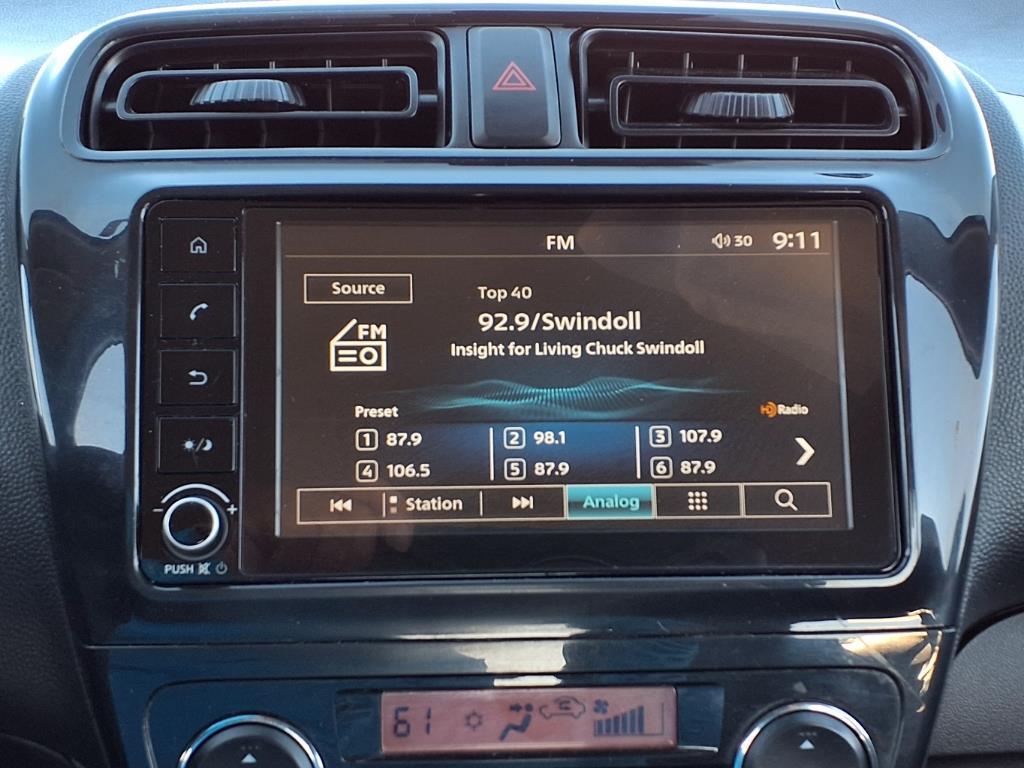 FM 30 9:11
Source
Top 40
92.9/Swindoll
FM
Insight for Living Chuck Swindoll
Preset
HD Radio
1 87.9 2 98.1 3 107.9
4 106.5 5 87.9 6 87.9
Station Analog
- +
PUSH
61